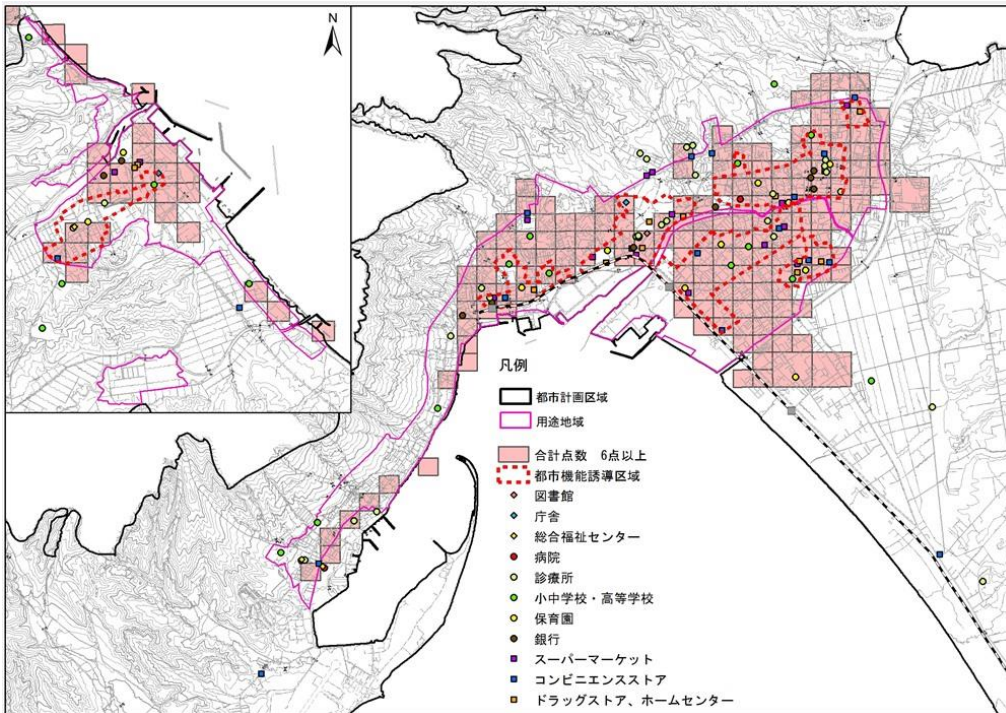 N
凡例
都市計画区域
用途地域
合計点数 6点以上
都市機能誘導区域
図書館
庁舎
総合福祉センター
病院
診療所
小中学校・高等学校
保育園
銀行
スーパーマーケット
コンビニエンスストア
ドラッグストア、ホームセンター